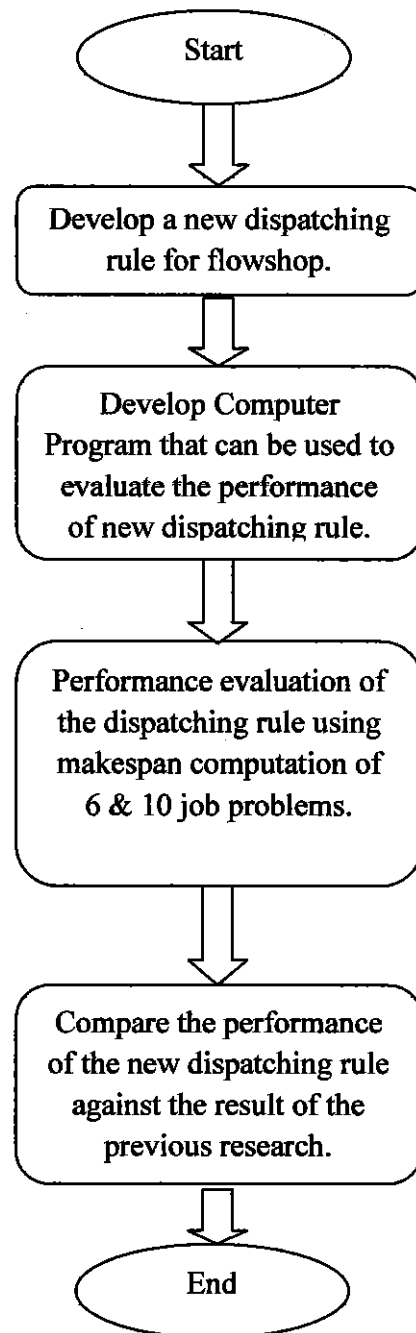 Start
Develop a new dispatching
rule for flowshop.
Develop Computer
Program that can be used to
evaluate the performance
of new dispatching rule.
Performance evaluation of
the dispatching rule using
makespan computation of
6 & 10 job problems.
Compare the performance
of the new dispatching rule
against the result of the
previous research.
End